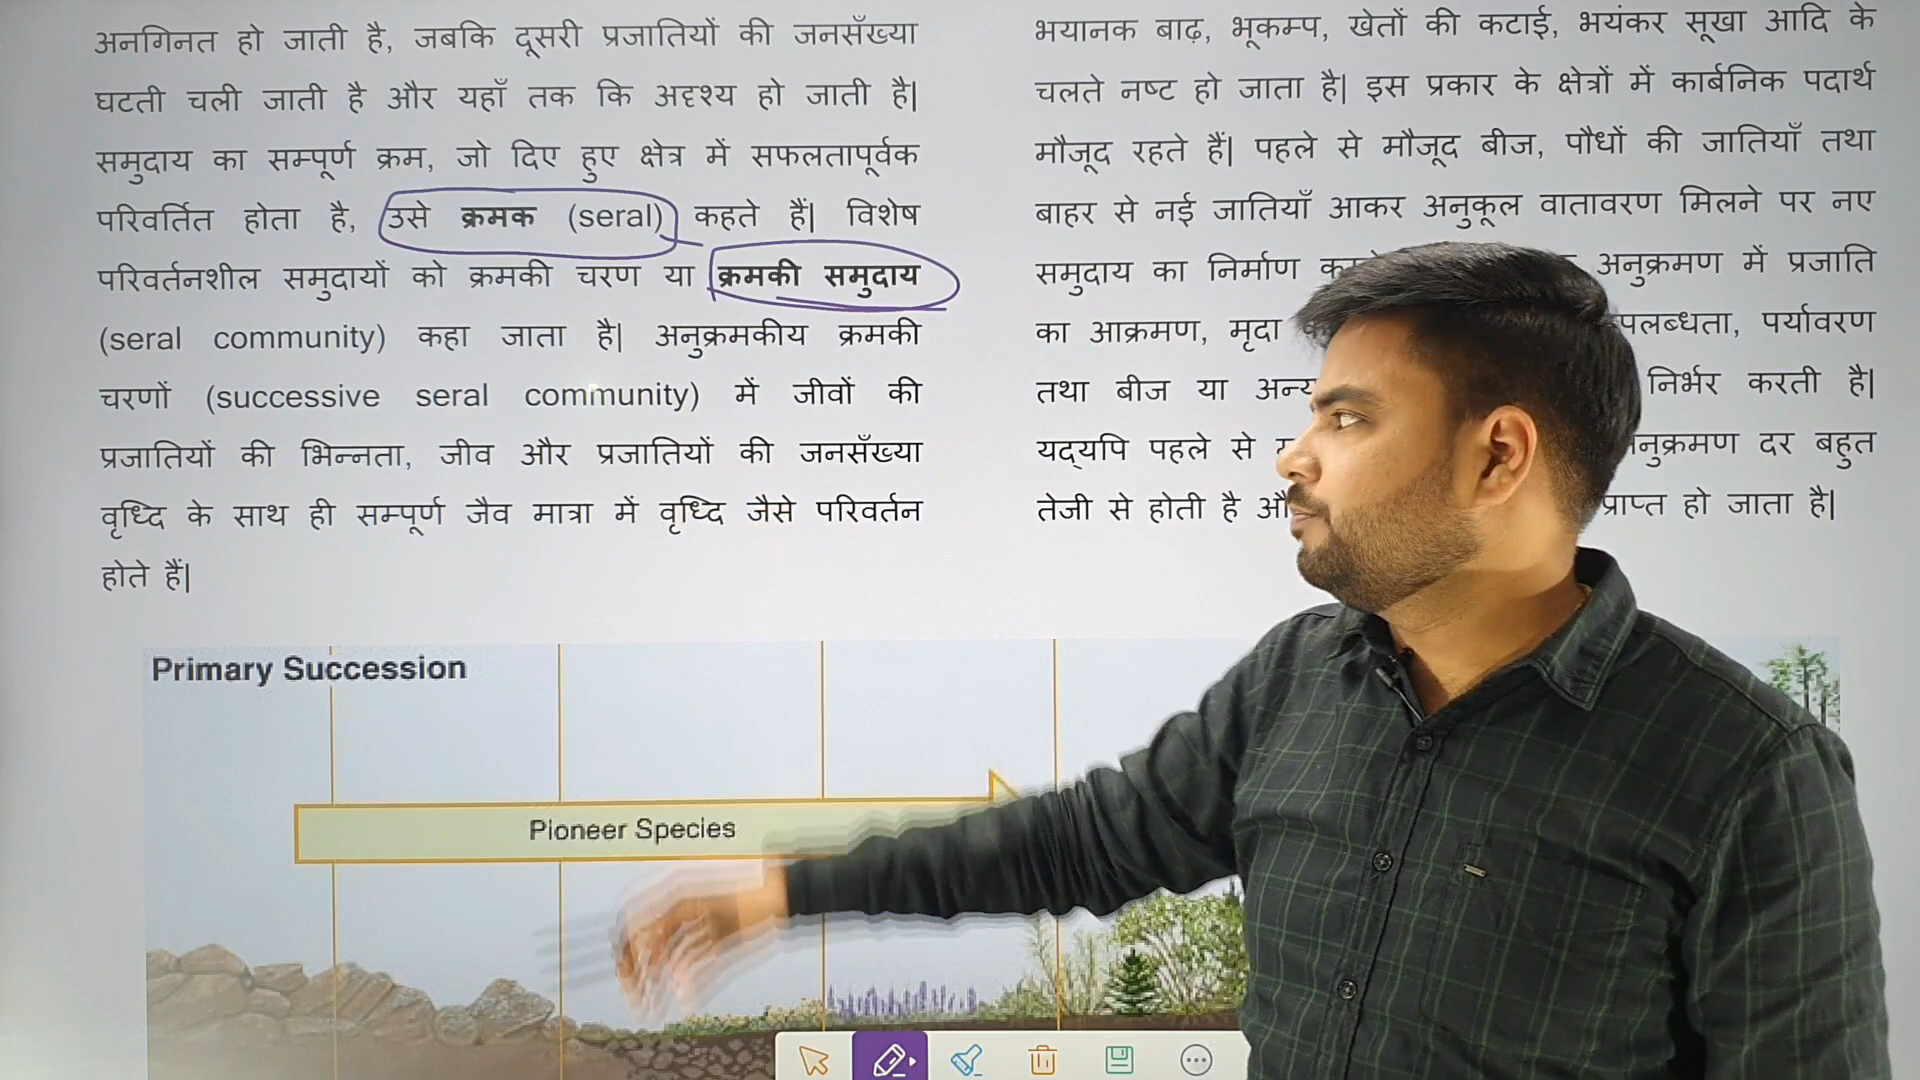 अनगिनत हो जाती है, जबकि दूसरी प्रजातियों की जनसँख्या
घटती चली जाती है और यहाँ तक कि अदृश्य हो जाती है|
समुदाय का सम्पूर्ण क्रम, जो दिए हुए क्षेत्र में सफलतापूर्वक
परिवर्तित होता है, उसे क्रमक (seral) कहते हैं| विशेष
परिवर्तनशील समुदायों को क्रमकी चरण या क्रमकी समुदाय
(seral community) कहा जाता है| अनुक्रमकीय क्रमकी
चरणों (successive seral community) में जीवों की
प्रजातियों की भिन्नता, जीव और प्रजातियों की जनसँख्या
वृध्दि के साथ ही सम्पूर्ण जैव मात्रा में वृध्दि जैसे परिवर्तन
होते हैं|
भयानक बाढ़, भूकम्प, खेतों की कटाई, भयंकर सूखा आदि के
चलते नष्ट हो जाता है| इस प्रकार के क्षेत्रों में कार्बनिक पदार्थ
मौजूद रहते हैं| पहले से मौजूद बीज, पौधों की जातियाँ तथा
बाहर से नई जातियाँ आकर अनुकूल वातावरण मिलने पर नए
समुदाय का निर्माण अनुक्रमण में प्रजाति
का आक्रमण, मृदा पर्यावरण
तथा बीज या निर्भर करती है|
यद्यपि पहले से दर बहुत
तेजी से होती है प्राप्त हो जाता है|
Primary Succession
Pioneer Species